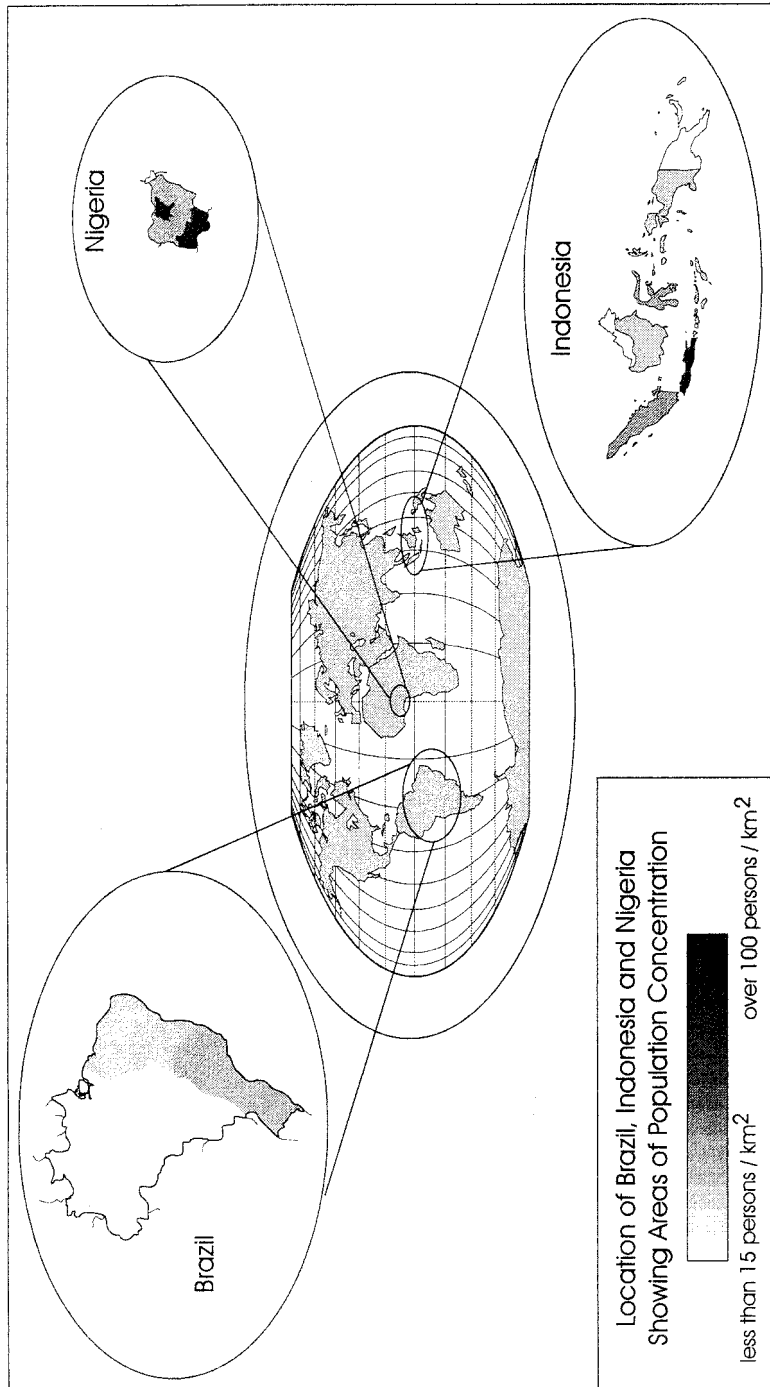 Nigeria
Brazil
Indonesia
Location of Brazil, Indonesia and Nigeria
Showing Areas of Population Concentration
less than 15 persons / km²
over 100 persons / km²